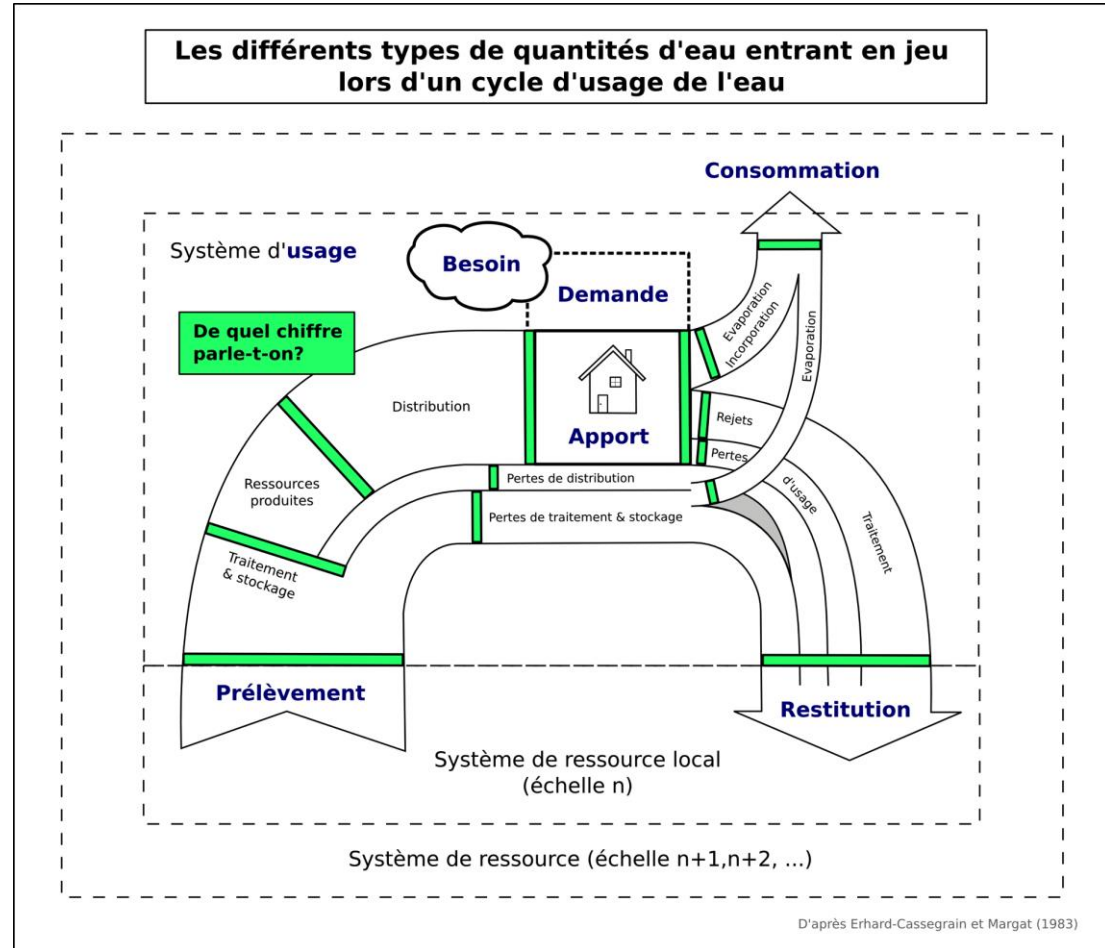 Les différents types de quantités d'eau entrant en jeu
lors d'un cycle d'usage de l'eau
Consommation
Système d'usage
Besoin
Demande
De quel chiffre
parle-t-on?
Evaporation
Incorporation
Evaporation
Distribution
Apport
Rejets
Pertes
d'usage
Traitement
Ressources
produites
Pertes de distribution
Pertes de traitement & stockage
Traitement
& stockage
Prélèvement
Restitution
Système de ressource local
(échelle n)
Système de ressource (échelle n+1,n+2, ...)
D'après Erhard-Cassegrain et Margat (1983)